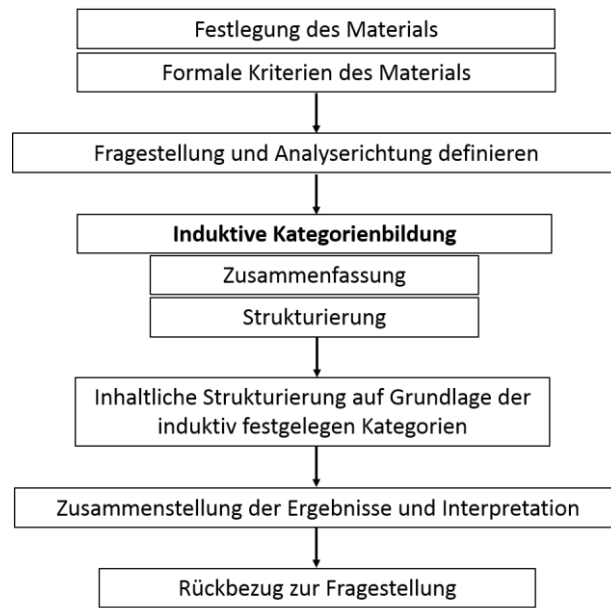 Festlegung des Materials
Formale Kriterien des Materials
Fragestellung und Analyserichtung definieren
Induktive Kategorienbildung
Zusammenfassung
Strukturierung
Inhaltliche Strukturierung auf Grundlage der
induktiv festgelegen Kategorien
Zusammenstellung der Ergebnisse und Interpretation
Rückbezug zur Fragestellung